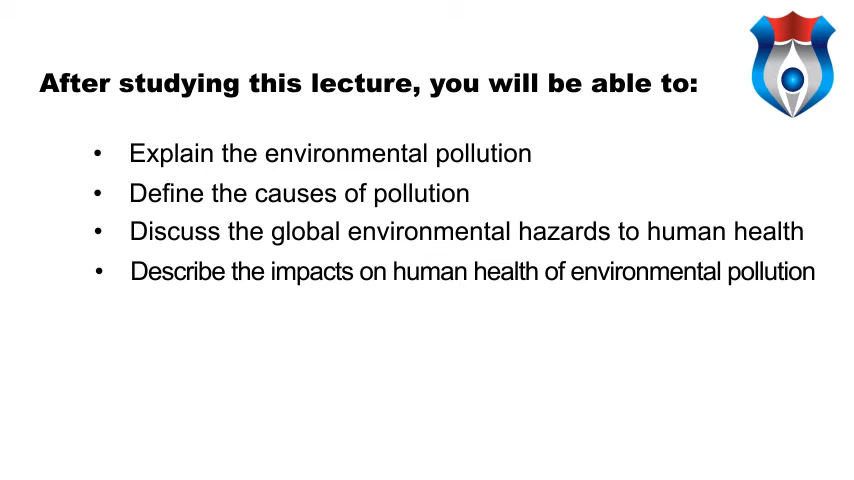 After studying this lecture, you will be able to:
• Explain the environmental pollution
• Define the causes of pollution
• Discuss the global environmental hazards to human health
• Describe the impacts on human health of environmental pollution